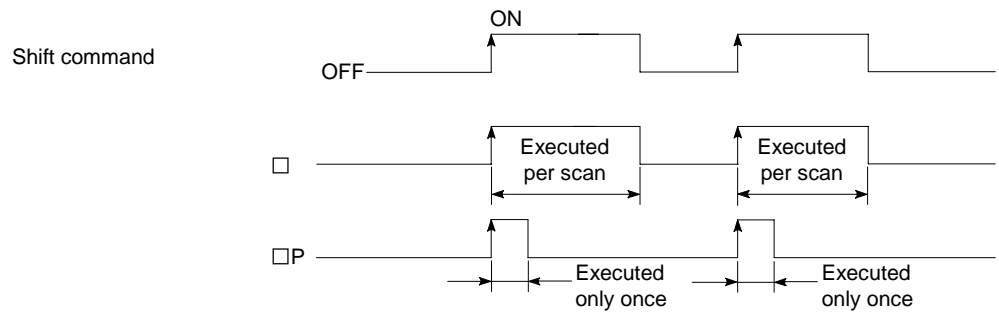 ON
Shift command
OFF
□
Executed
per scan
Executed
per scan
□P
Executed
only once
Executed
only once